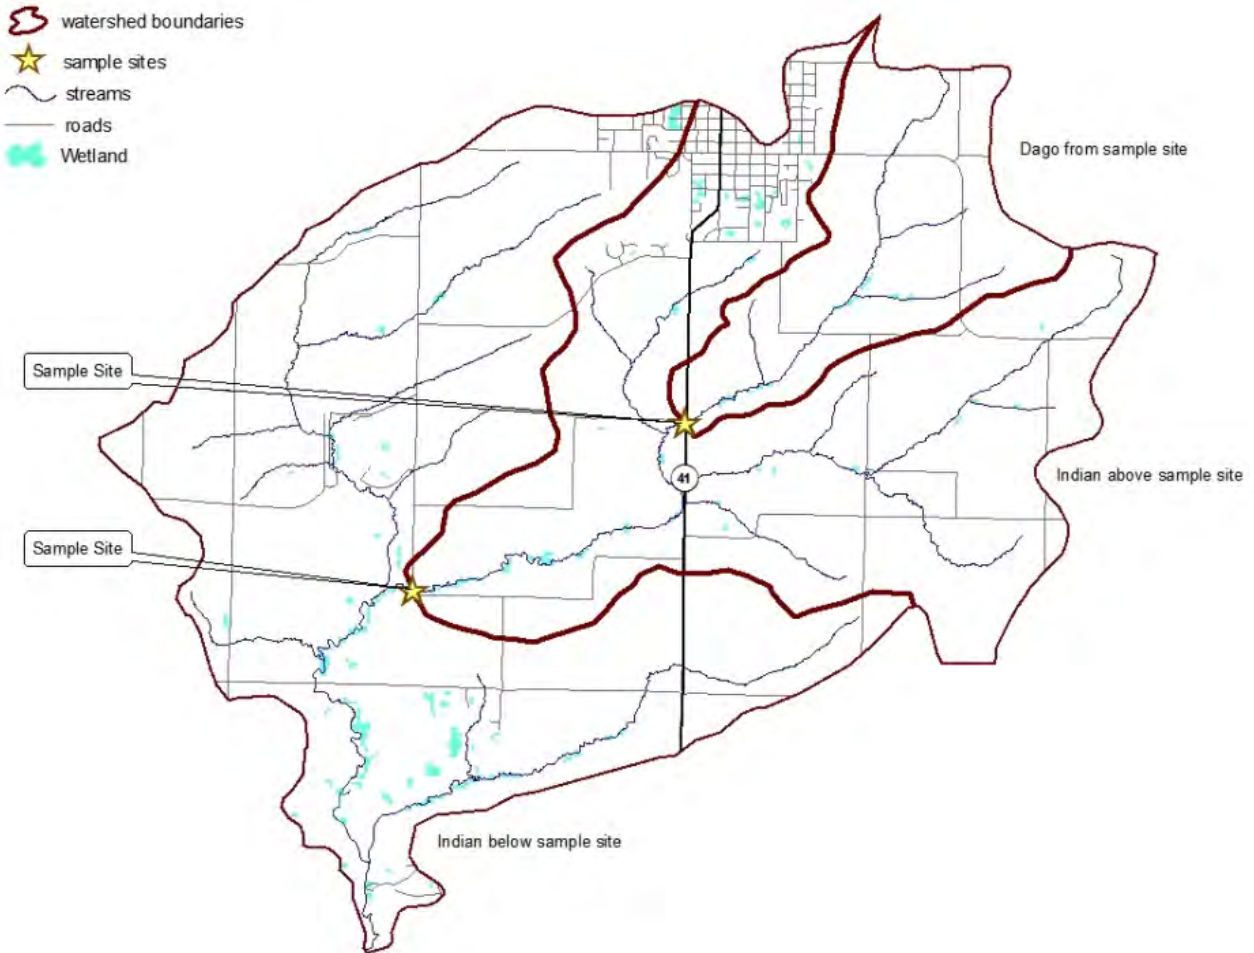 watershed boundaries
sample sites
streams
roads
Wetland
Dago from sample site
Sample Site
Indian above sample site
41
Sample Site
Indian below sample site